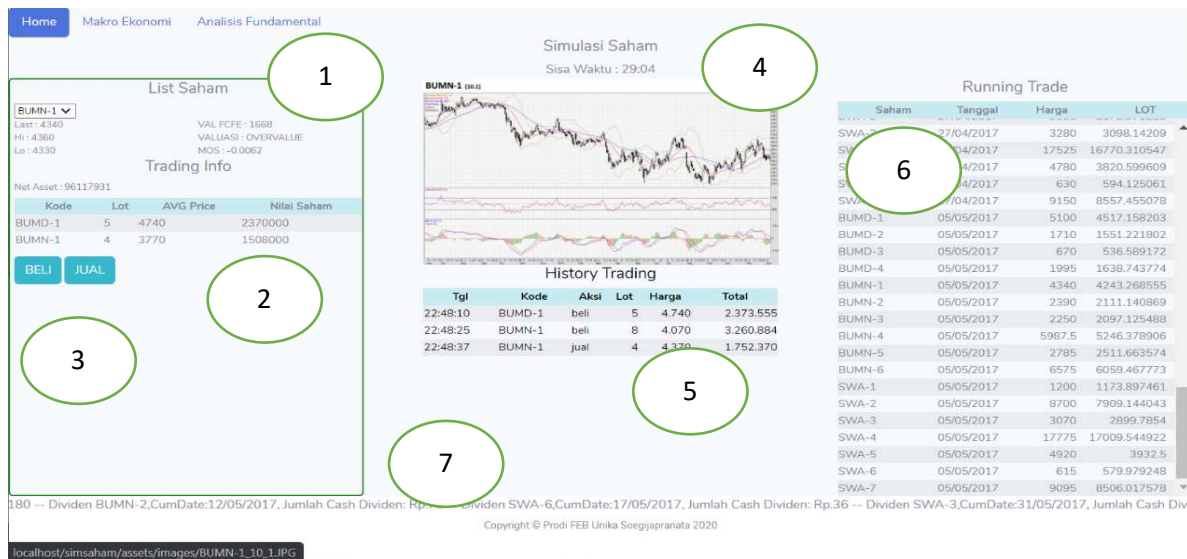 Home Makro Ekonomi Analisis Fundamental
1
List Saham
BUMN-1
Last : 4340 VAL FCFE : 1668
Hi : 4360 VALUASI : OVERVALUE
Lo : 4330 MOS : -0.0062
Trading Info
Net Asset : 96117931
Kode Lot AVG Price Nilai Saham
BUMD-1 5 4740 2370000
BUMN-1 4 3770 1508000
BELI JUAL
2
3
Simulasi Saham
Sisa Waktu : 29:04
4
BUMN-1 [10.1]
History Trading
Tgl Kode Aksi Lot Harga Total
22:48:10 BUMD-1 beli 5 4.740 2.373.555
22:48:25 BUMN-1 beli 8 4.070 3.260.884
22:48:37 BUMN-1 jual 4 4.370 1.752.370
5
Running Trade
Saham Tanggal Harga LOT
27/04/2017 3280 3098.14209
17525 16770.310547
4780 3820.599609
630 594.125061
9150 8557.455078
6
BUMD-1 05/05/2017 5100 4517.158203
BUMD-2 05/05/2017 1710 1551.221802
BUMD-3 05/05/2017 670 536.589172
BUMD-4 05/05/2017 1995 1638.743774
BUMN-1 05/05/2017 4340 4243.268555
BUMN-2 05/05/2017 2390 2111.140869
BUMN-3 05/05/2017 2250 2097.125488
BUMN-4 05/05/2017 5987.5 5246.378906
BUMN-5 05/05/2017 2785 2511.663574
BUMN-6 05/05/2017 6575 6059.467773
SWA-1 05/05/2017 1200 1173.897461
SWA-2 05/05/2017 8700 7909.144043
SWA-3 05/05/2017 3070 2899.7854
SWA-4 05/05/2017 17775 17009.544922
SWA-5 05/05/2017 4920 3932.5
SWA-6 05/05/2017 615 579.979248
SWA-7 05/05/2017 9095 8506.017578
7
180 -- Dividen BUMN-2,CumDate:12/05/2017, Jumlah Cash Dividen: Dividen SWA-6,CumDate:17/05/2017, Jumlah Cash Dividen: Rp.36 -- Dividen SWA-3,CumDate:31/05/2017, Jumlah Cash Div
Copyright © Prodi FEB Unika Soegijapranata 2020
localhost/simsaham/assets/images/BUMN-1_10_1.JPG